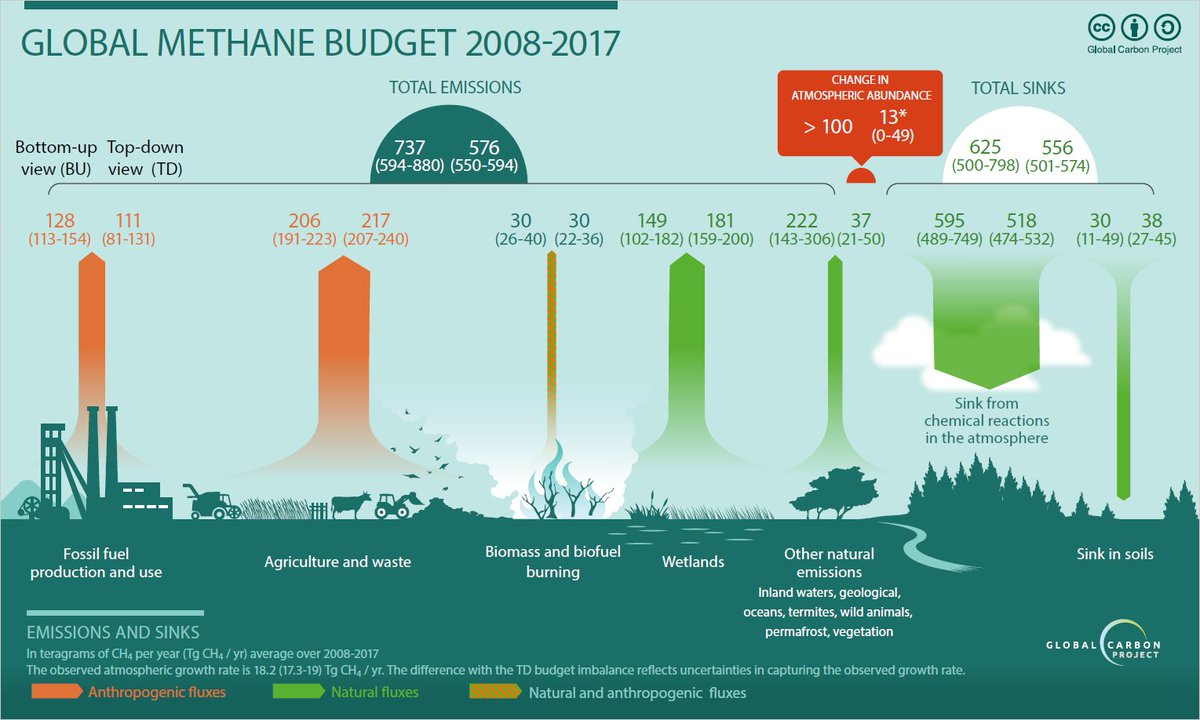 GLOBAL METHANE BUDGET 2008-2017
cc
Global Carbon Project
TOTAL EMISSIONS
737 576
(594-880) (550-594)
CHANGE IN
ATMOSPHERIC ABUNDANCE
> 100 13*
(0-49)
TOTAL SINKS
625 556
(500-798) (501-574)
Bottom-up Top-down
view (BU) view (TD)
128 111
(113-154) (81-131)
206 217
(191-223) (207-240)
30 30
(26-40) (22-36)
149 181
(102-182) (159-200)
222 37
(143-306) (21-50)
595 518
(489-749) (474-532)
30 38
(11-49) (27-45)
Sink from
chemical reactions
in the atmosphere
Fossil fuel
production and use
Agriculture and waste
Biomass and biofuel
burning
Wetlands
Other natural
emissions
Inland waters, geological,
oceans, termites, wild animals,
permafrost, vegetation
Sink in soils
EMISSIONS AND SINKS
In teragrams of CH₄ per year (Tg CH₄ / yr) average over 2008-2017
The observed atmospheric growth rate is 18.2 (17.3-19) Tg CH₄ / yr. The difference with the TD budget imbalance reflects uncertainties in capturing the observed growth rate.
Anthropogenic fluxes
Natural fluxes
Natural and anthropogenic fluxes
GLOBAL CARBON
PROJECT